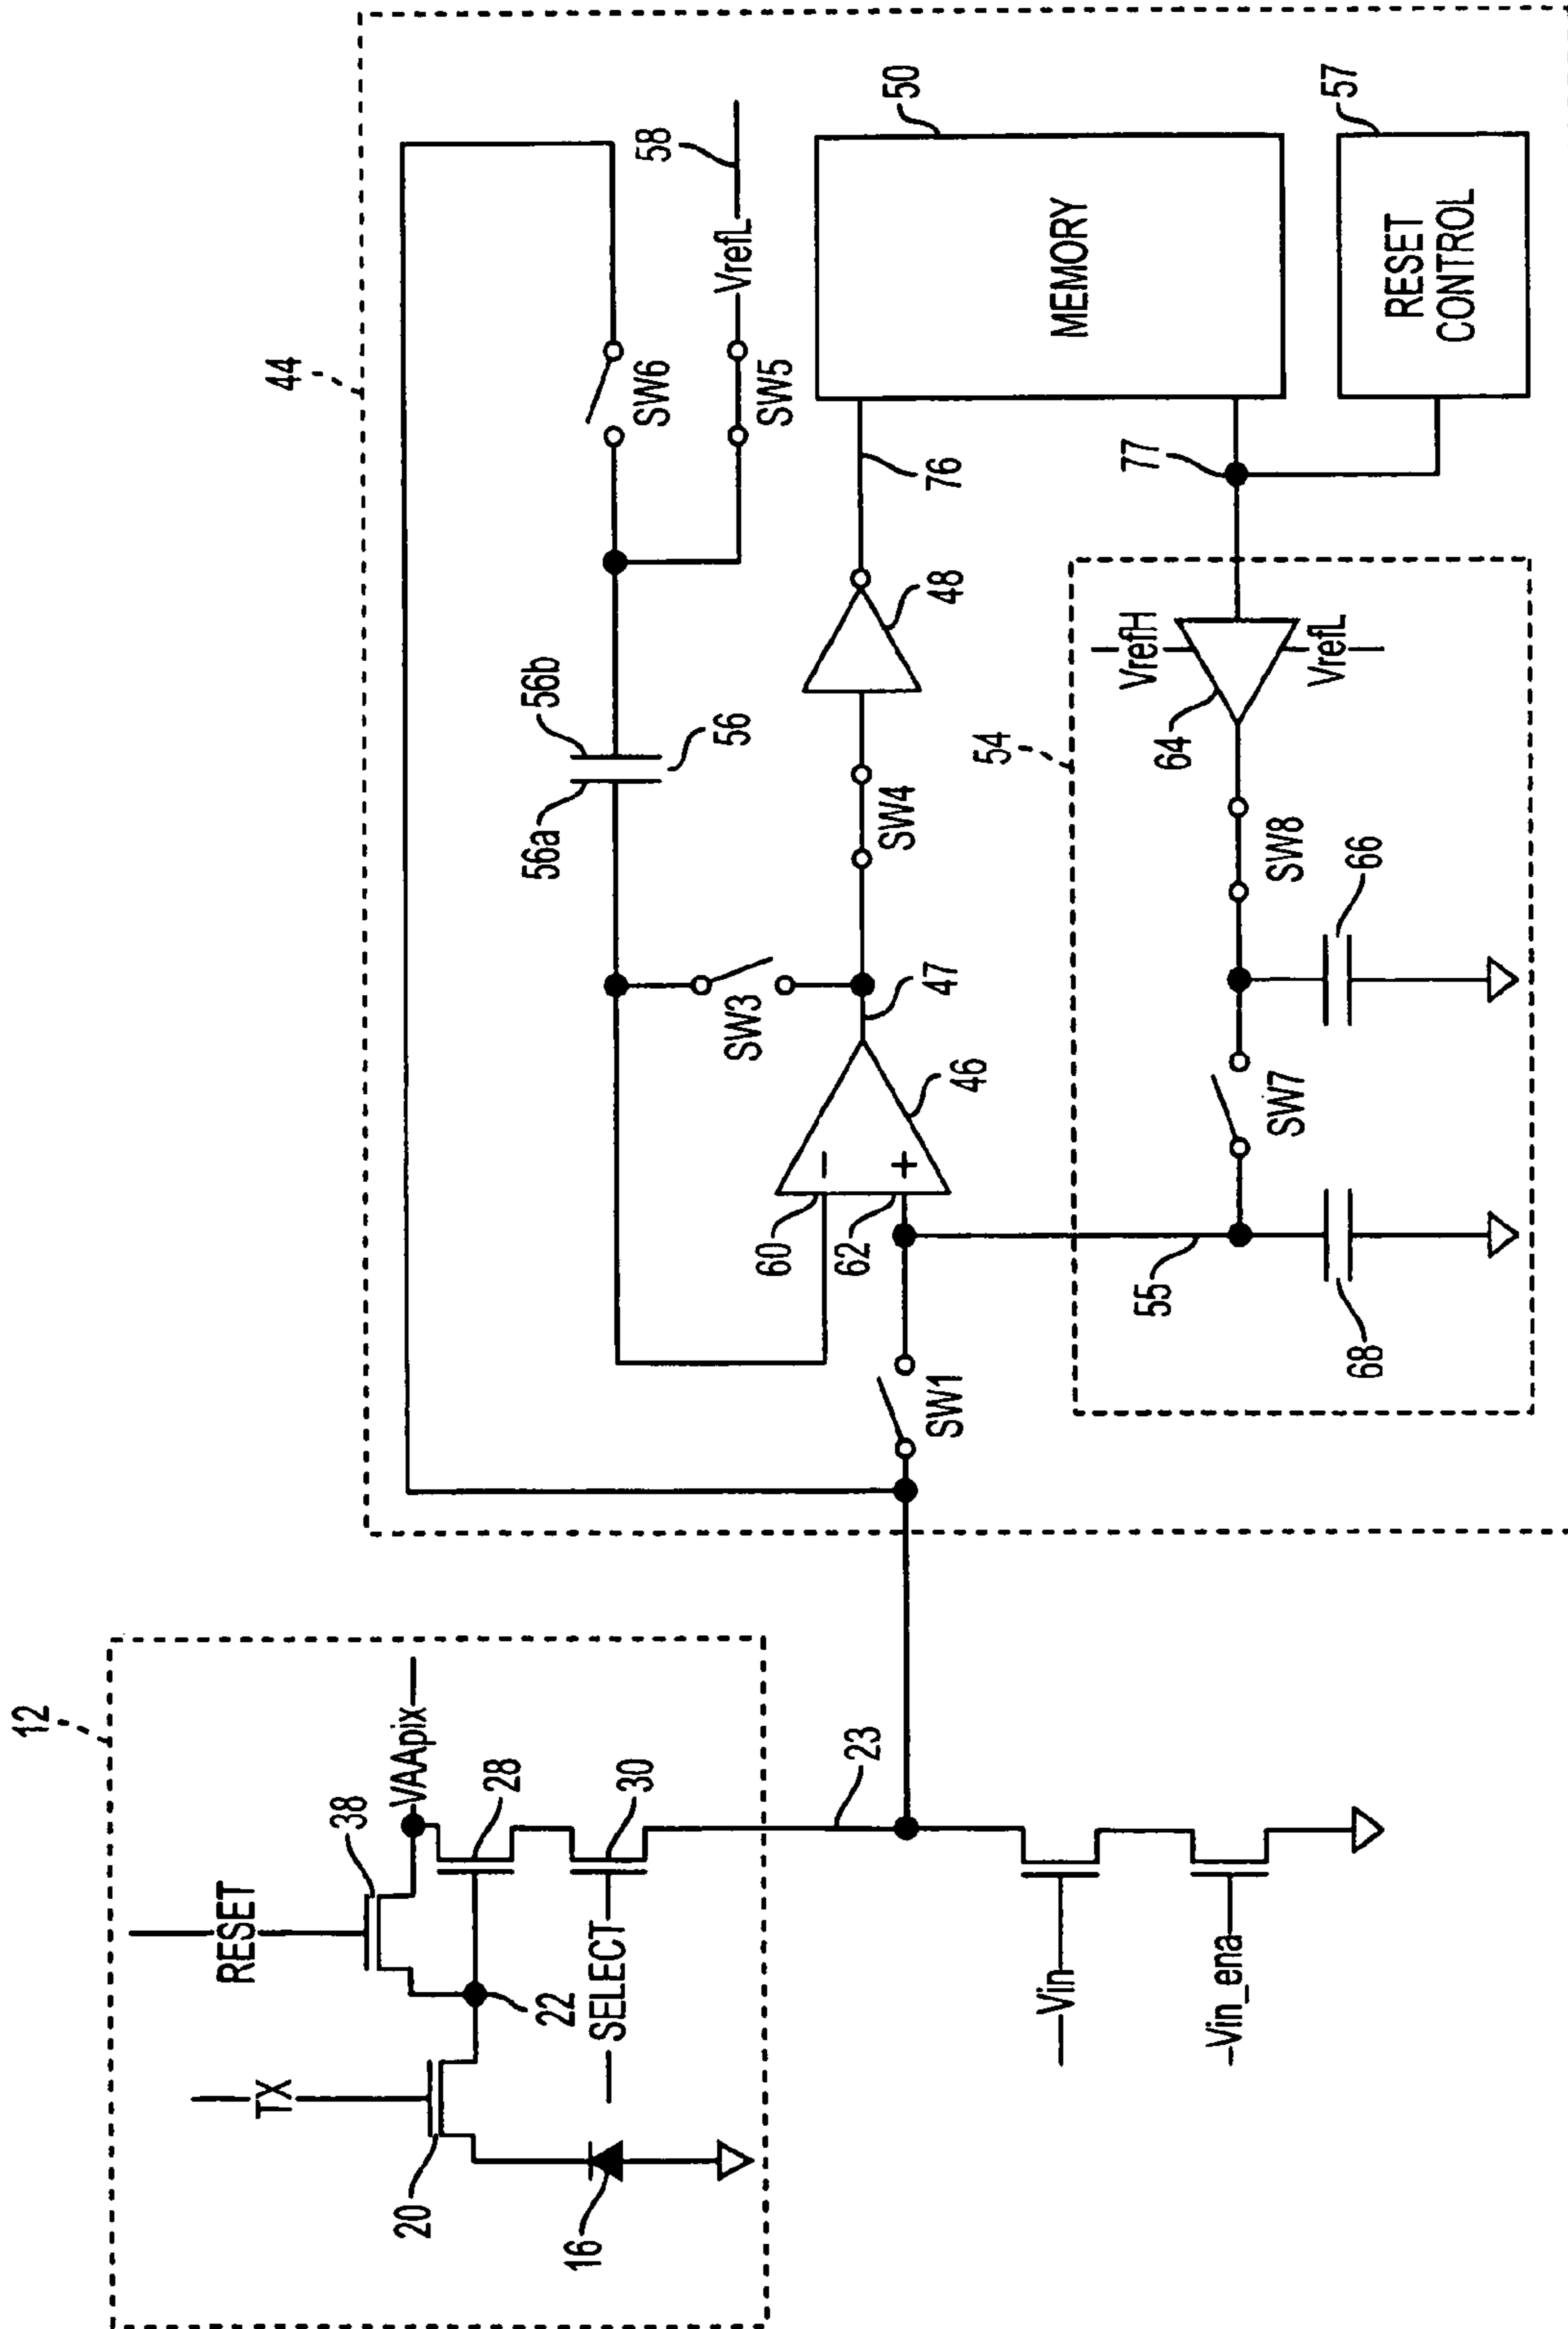 12
RESET
38
VAApix
TX
22
28
20
SELECT
30
16
23
Vin
Vin_ena
44
56a
56b
56
SW6
58
VrefL
SW5
SW3
60
62
−
+
46
47
SW4
48
76
50
MEMORY
SW1
55
54
77
57
RESET
CONTROL
VrefH
64
VrefL
SW7
SW8
68
66